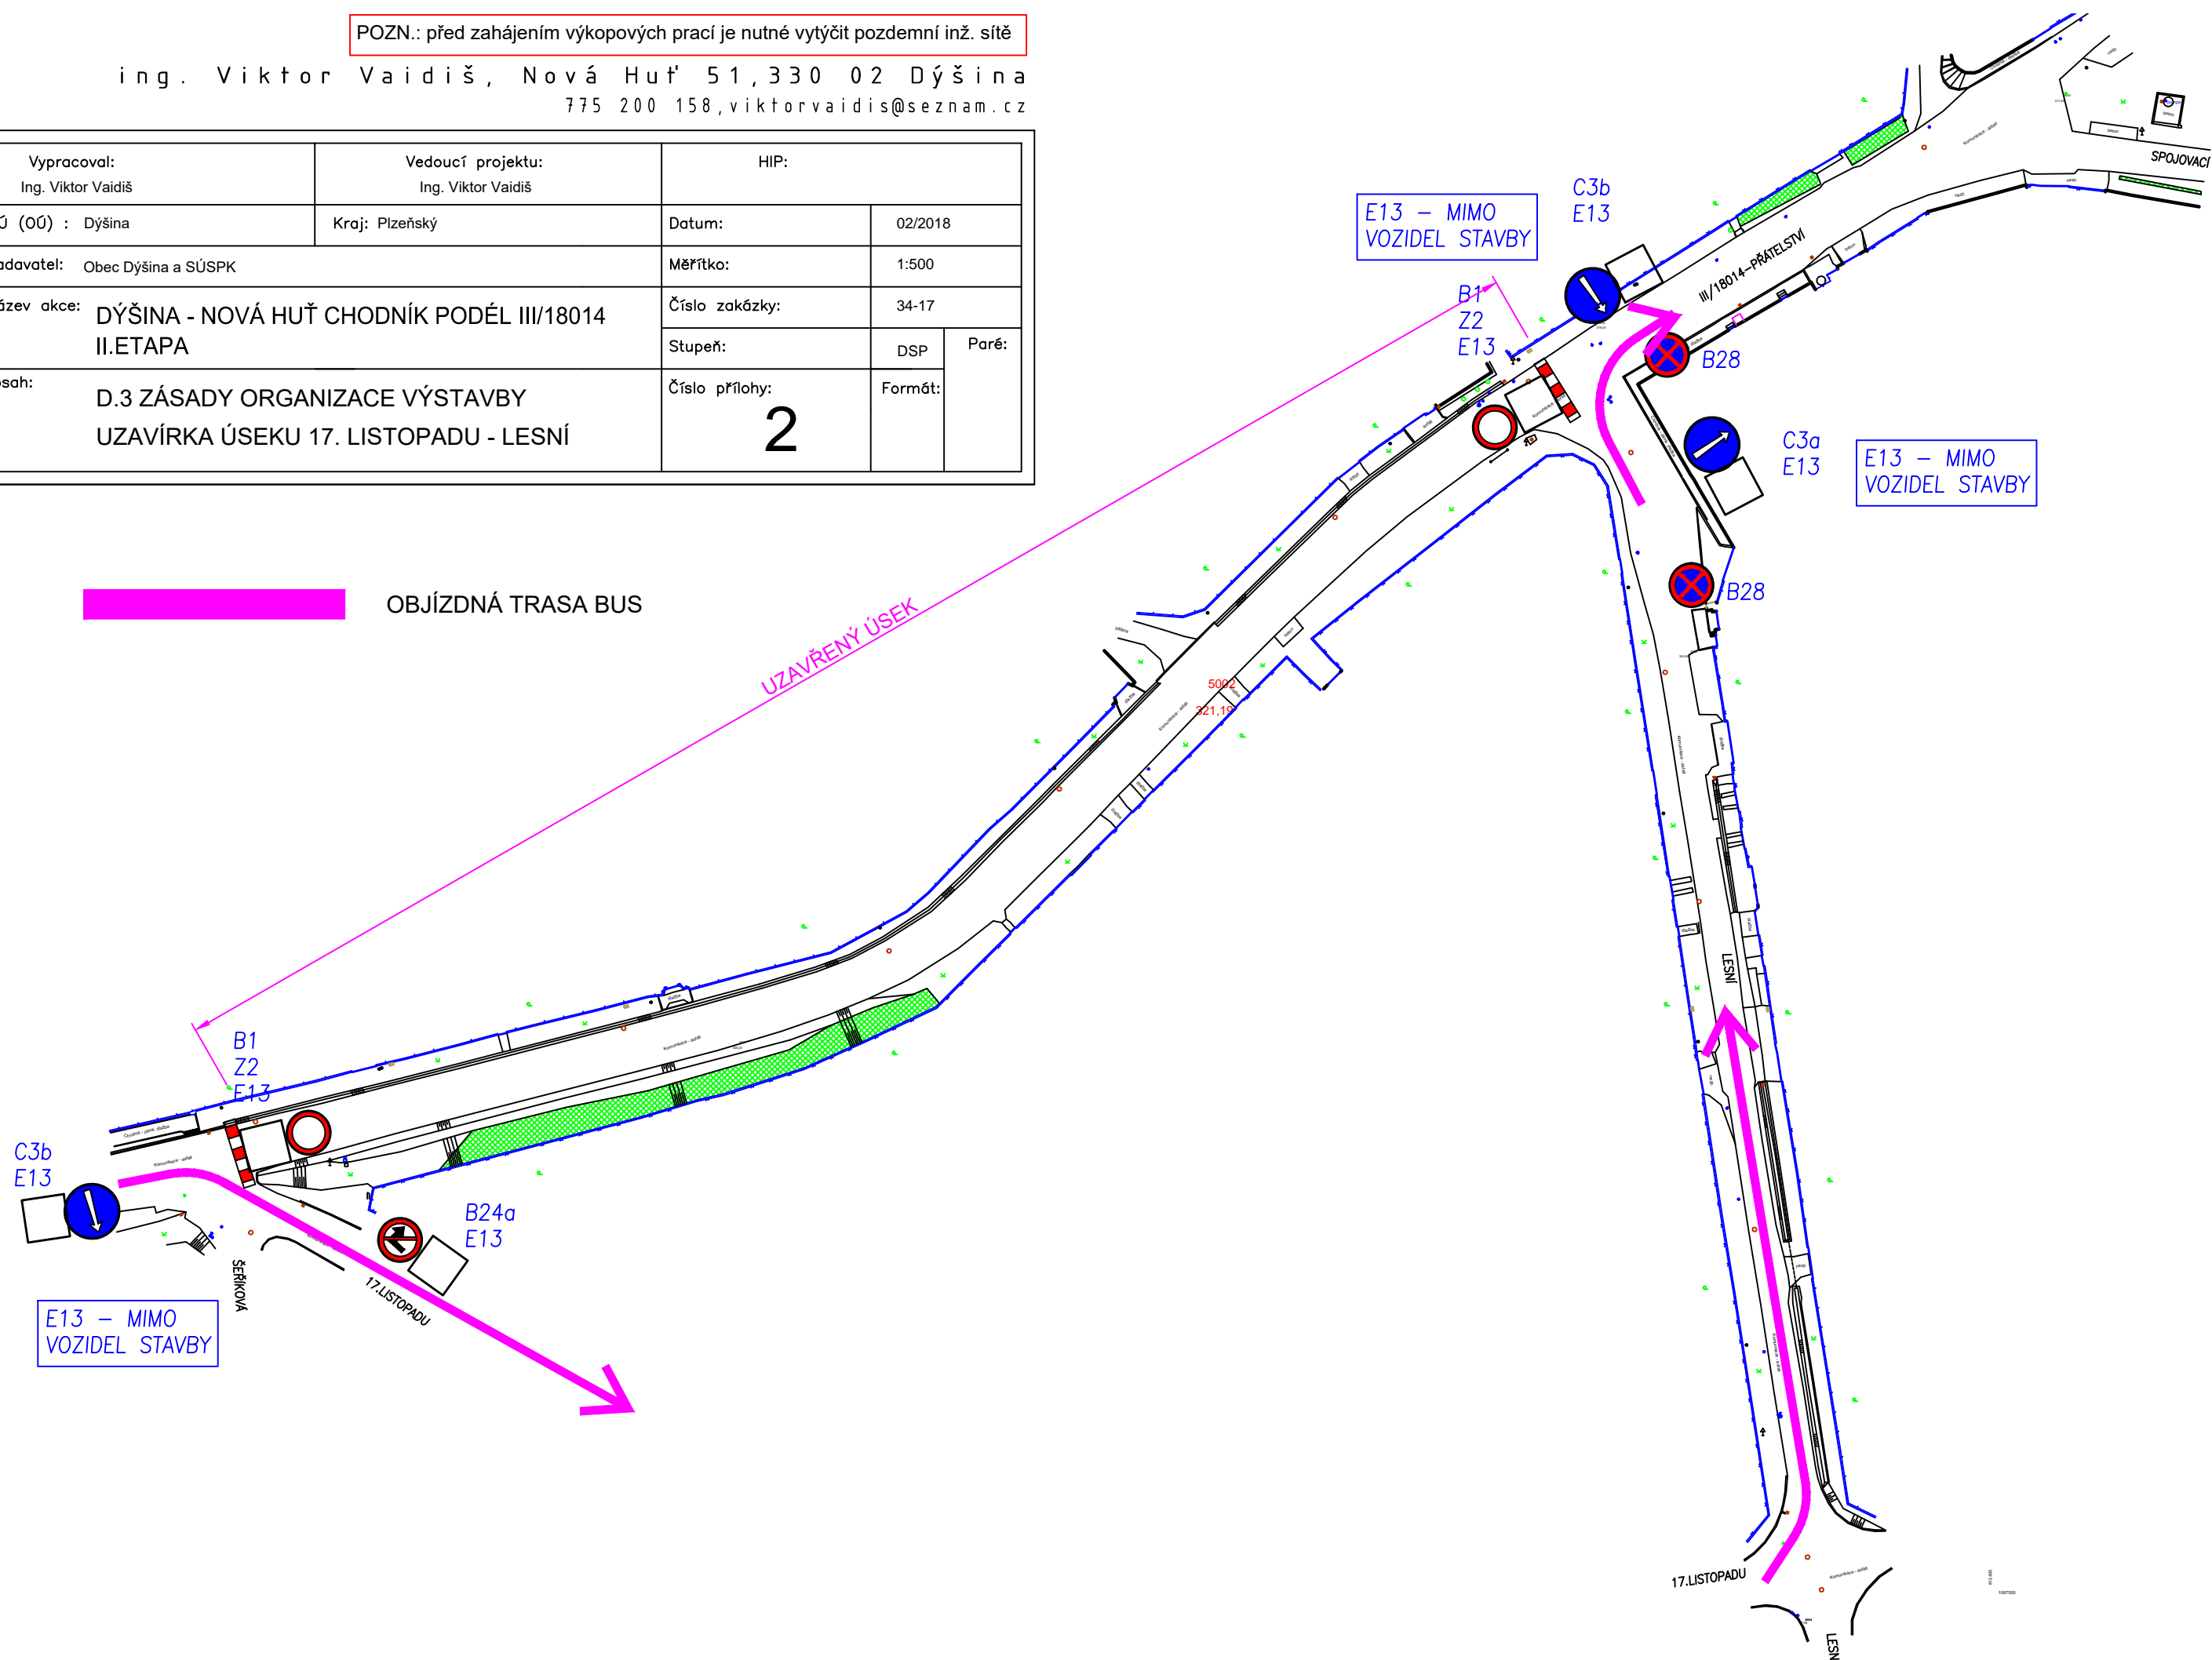 POZN.: před zahájením výkopových prací je nutné vytýčit pozdemní inž. sítě
ing. Viktor Vaidiš, Nová Huť 51,330 02 Dýšina
775 200 158,viktorvaidis@seznam.cz
Vypracoval:
Ing. Viktor Vaidiš
Vedoucí projektu:
Ing. Viktor Vaidiš
HIP:
(OÚ) : Dýšina
Kraj: Plzeňský
Datum: 02/2018
Obec Dýšina a SÚSPK
Měřítko: 1:500
akce: DÝŠINA - NOVÁ HUŤ CHODNÍK PODÉL III/18014
II.ETAPA
Číslo zakázky: 34-17
Stupeň: DSP
Paré:
D.3 ZÁSADY ORGANIZACE VÝSTAVBY
UZAVÍRKA ÚSEKU 17. LISTOPADU - LESNÍ
Číslo přílohy:
2
Formát:
OBJÍZDNÁ TRASA BUS
UZAVŘENÝ ÚSEK
E13 - MIMO
VOZIDEL STAVBY
C3b
E13
B1
Z2
E13
III/18014-PŘÁTELSTVÍ
SPOJOVACÍ
B28
C3a
E13
E13 - MIMO
VOZIDEL STAVBY
B28
5002
321,19
LESNÍ
B1
Z2
E13
C3b
E13
B24a
E13
ŠEŘÍKOVÁ
17.LISTOPADU
E13 - MIMO
VOZIDEL STAVBY
17.LISTOPADU